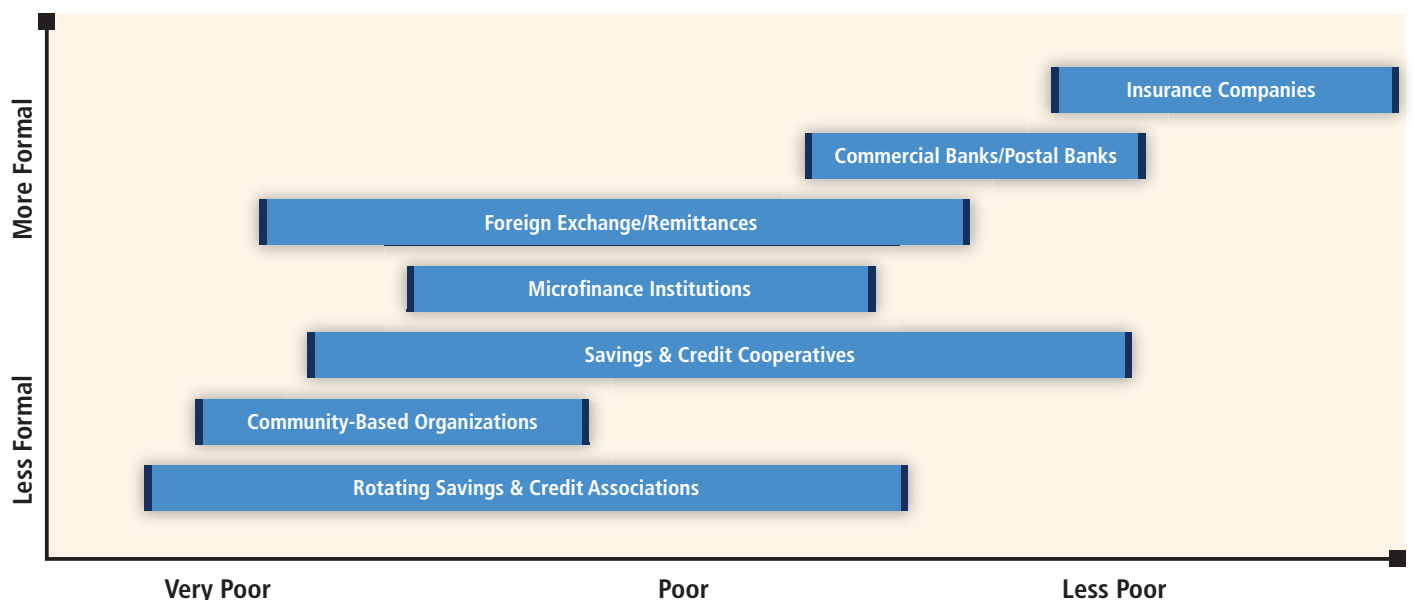 More Formal
Less Formal
Insurance Companies
Commercial Banks/Postal Banks
Foreign Exchange/Remittances
Microfinance Institutions
Savings & Credit Cooperatives
Community-Based Organizations
Rotating Savings & Credit Associations
Very Poor
Poor
Less Poor